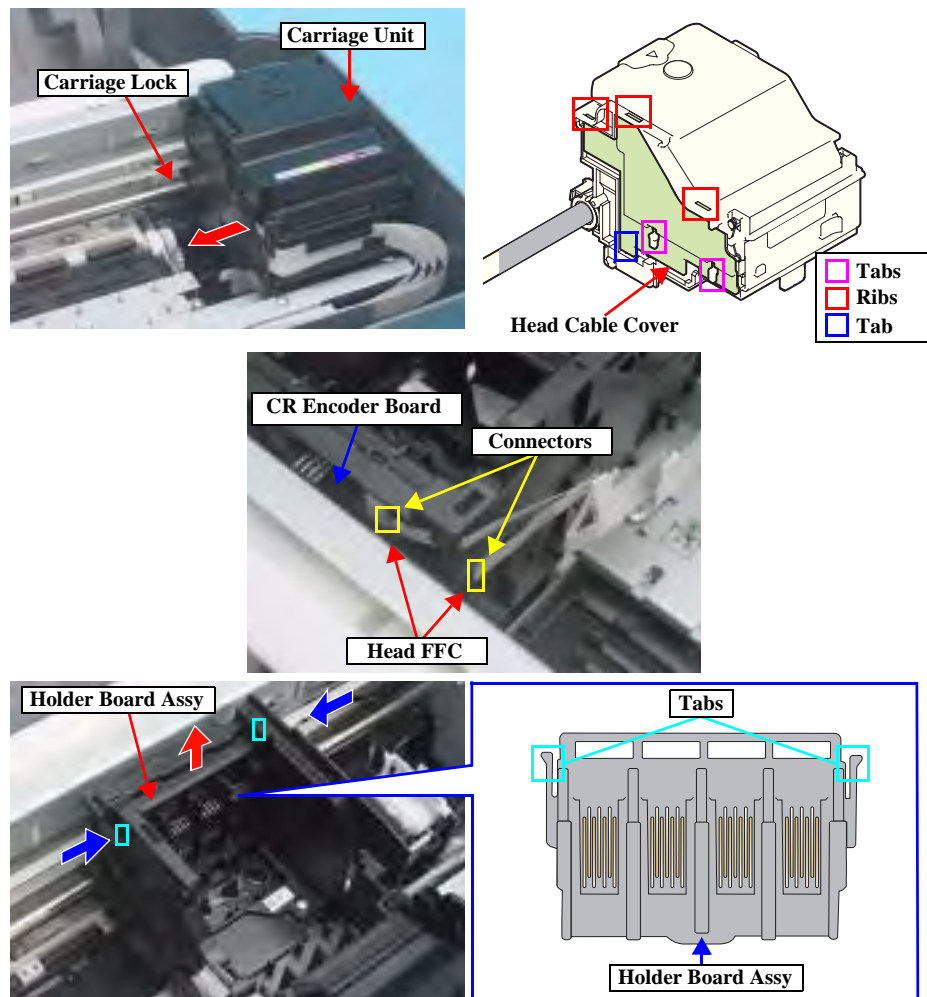 Carriage Unit
Carriage Lock
Head Cable Cover
Tabs
Ribs
Tab
CR Encoder Board
Connectors
Head FFC
Holder Board Assy
Tabs
Holder Board Assy